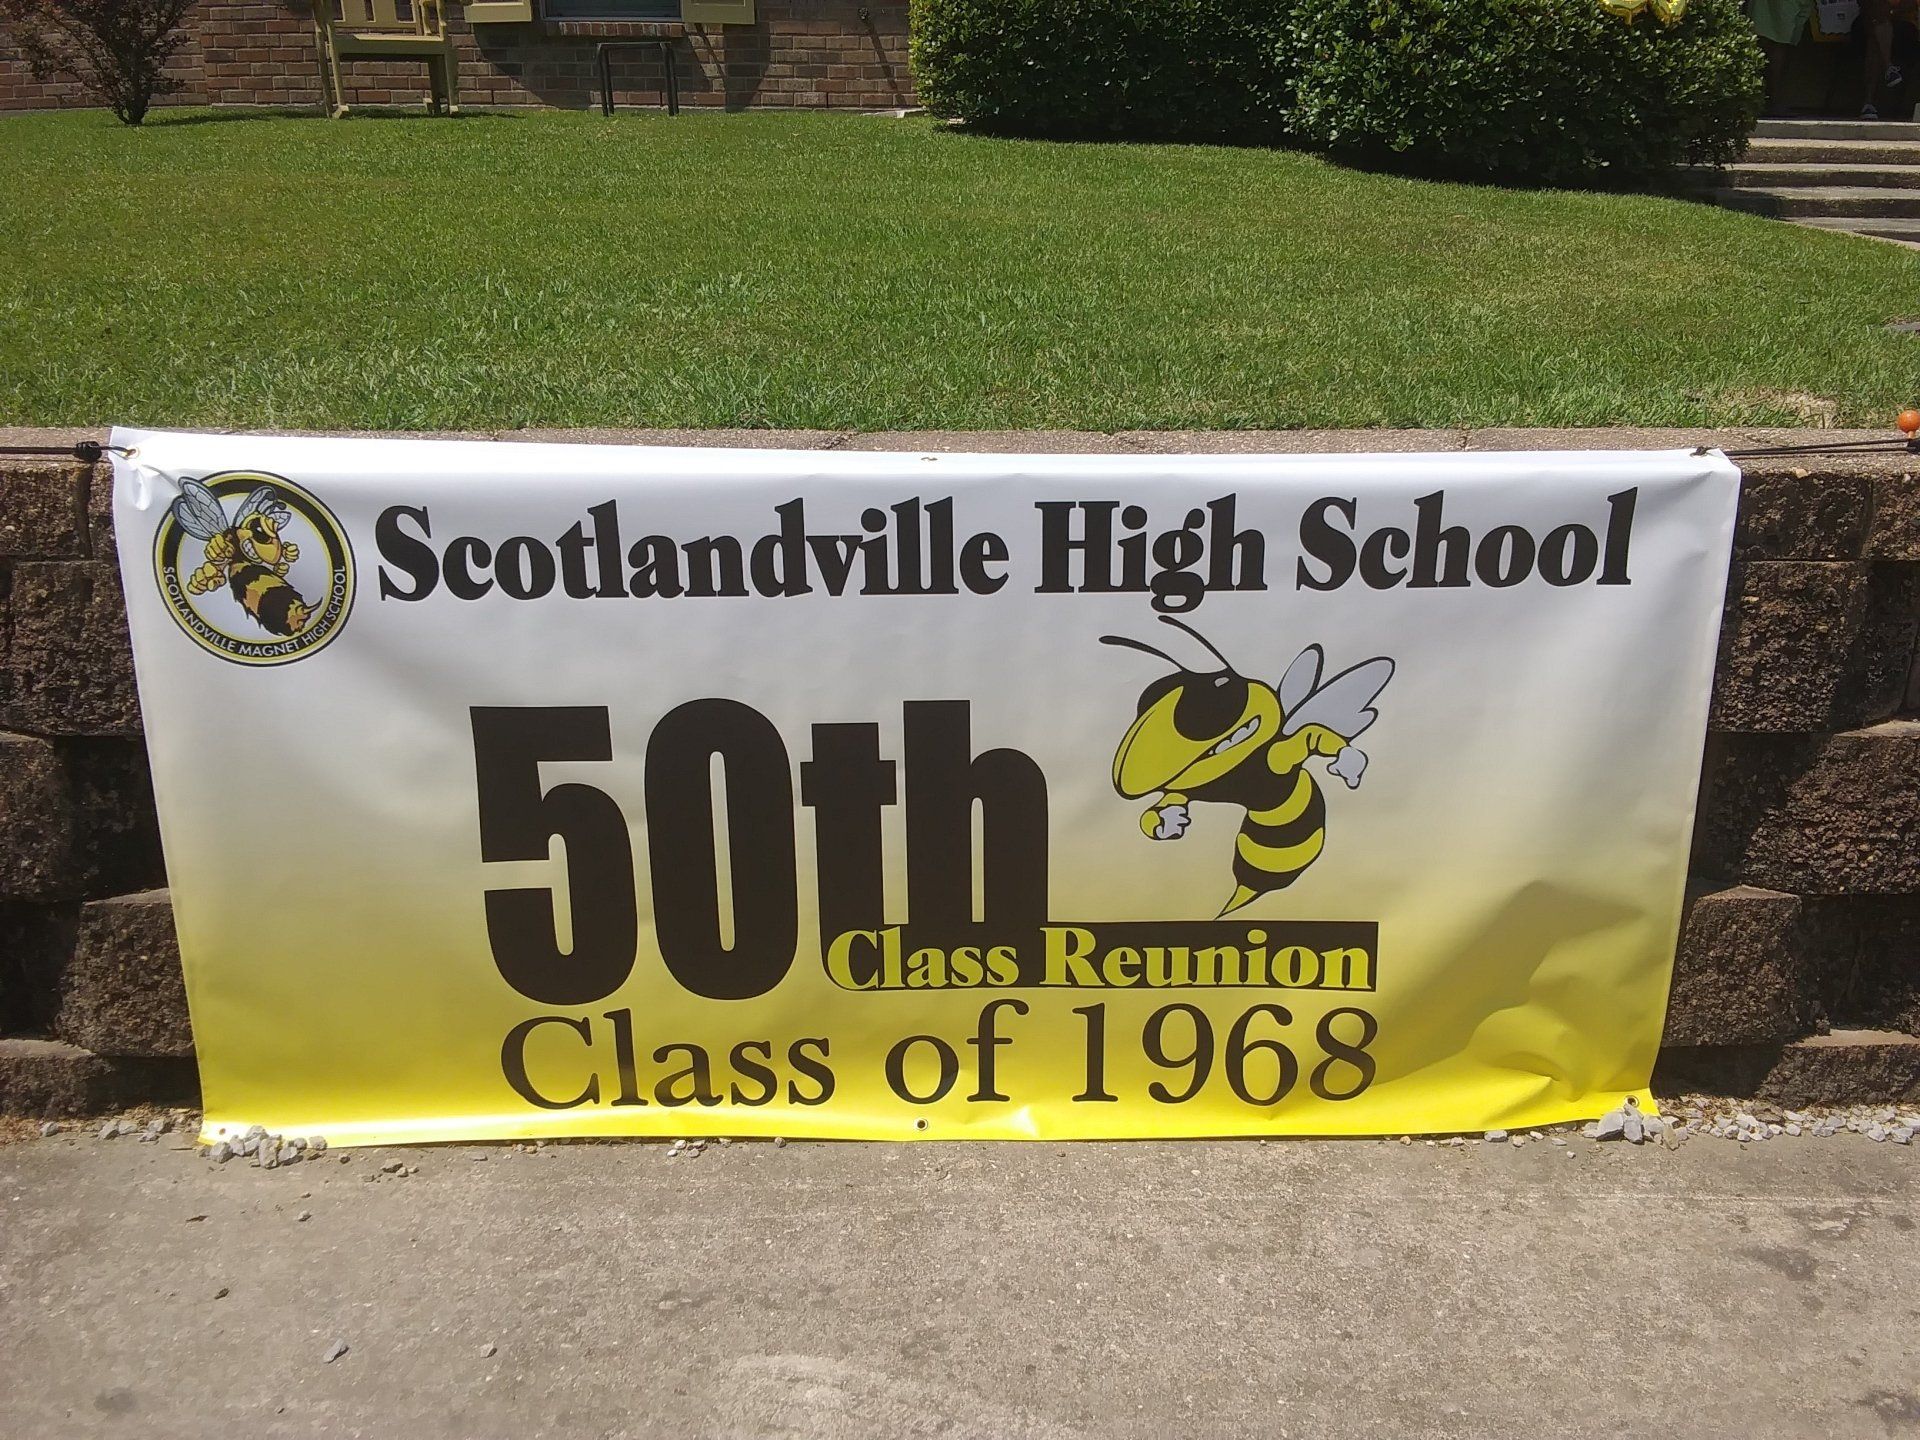 Scotlandville High School
SCOTLANDVILLE MAGNET HIGH SCHOOL
50th
Class Reunion
Class of 1968